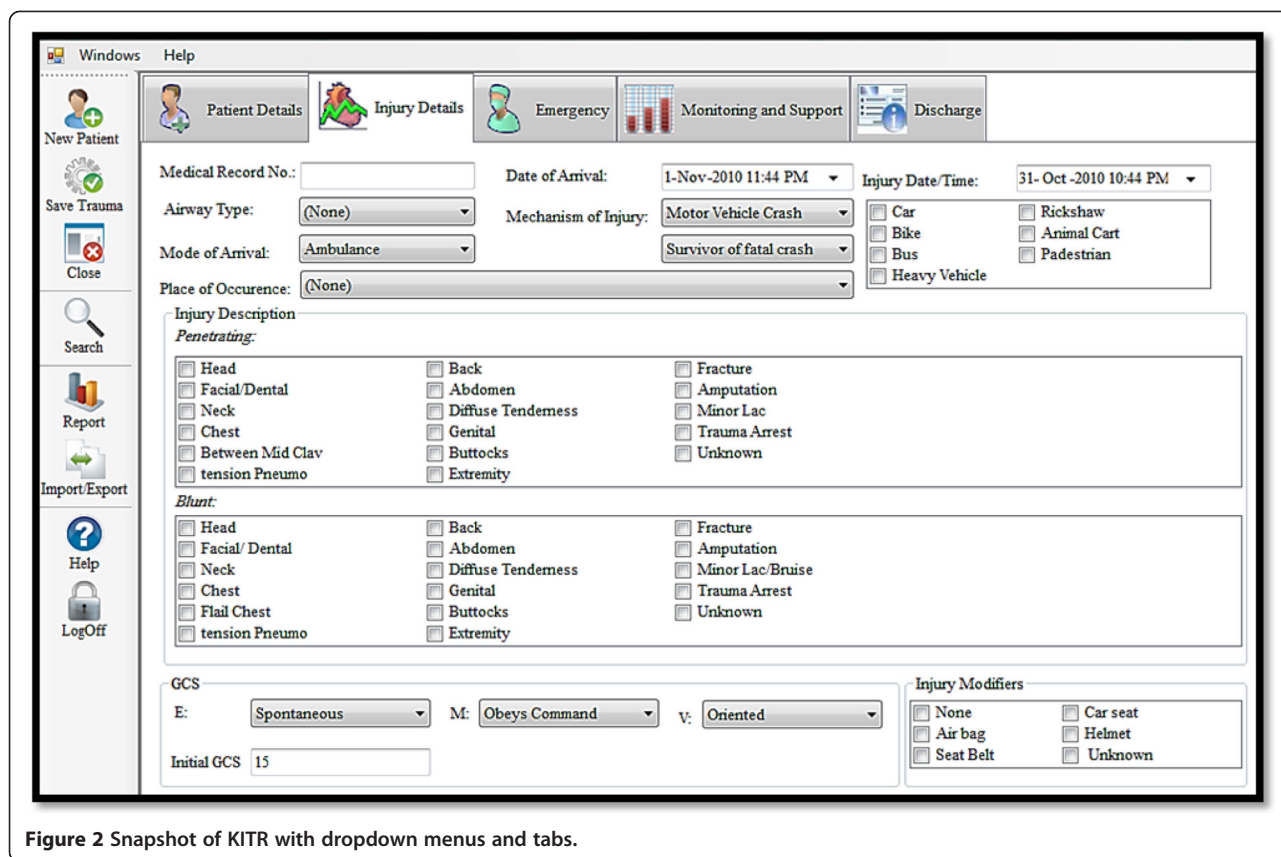 Windows Help
New Patient
Save Trauma
Close
Search
Report
Import/Export
Help
LogOff
Patient Details
Injury Details
Emergency
Monitoring and Support
Discharge
Medical Record No.:
Date of Arrival: 1-Nov-2010 11:44 PM
Injury Date/Time: 31- Oct -2010 10:44 PM
Airway Type: (None)
Mechanism of Injury: Motor Vehicle Crash
Mode of Arrival: Ambulance
Survivor of fatal crash
Place of Occurence: (None)
Car Rickshaw
Bike Animal Cart
Bus Padestrian
Heavy Vehicle
Injury Description
Penetrating:
Head Back Fracture
Facial/Dental Abdomen Amputation
Neck Diffuse Tenderness Minor Lac
Chest Genital Trauma Arrest
Between Mid Clav Buttocks Unknown
tension Pneumo Extremity
Blunt:
Head Back Fracture
Facial/ Dental Abdomen Amputation
Neck Diffuse Tenderness Minor Lac/Bruise
Chest Genital Trauma Arrest
Flail Chest Buttocks Unknown
tension Pneumo Extremity
GCS
E: Spontaneous M: Obeys Command V: Oriented
Initial GCS 15
Injury Modifiers
None Car seat
Air bag Helmet
Seat Belt Unknown
Figure 2 Snapshot of KITR with dropdown menus and tabs.